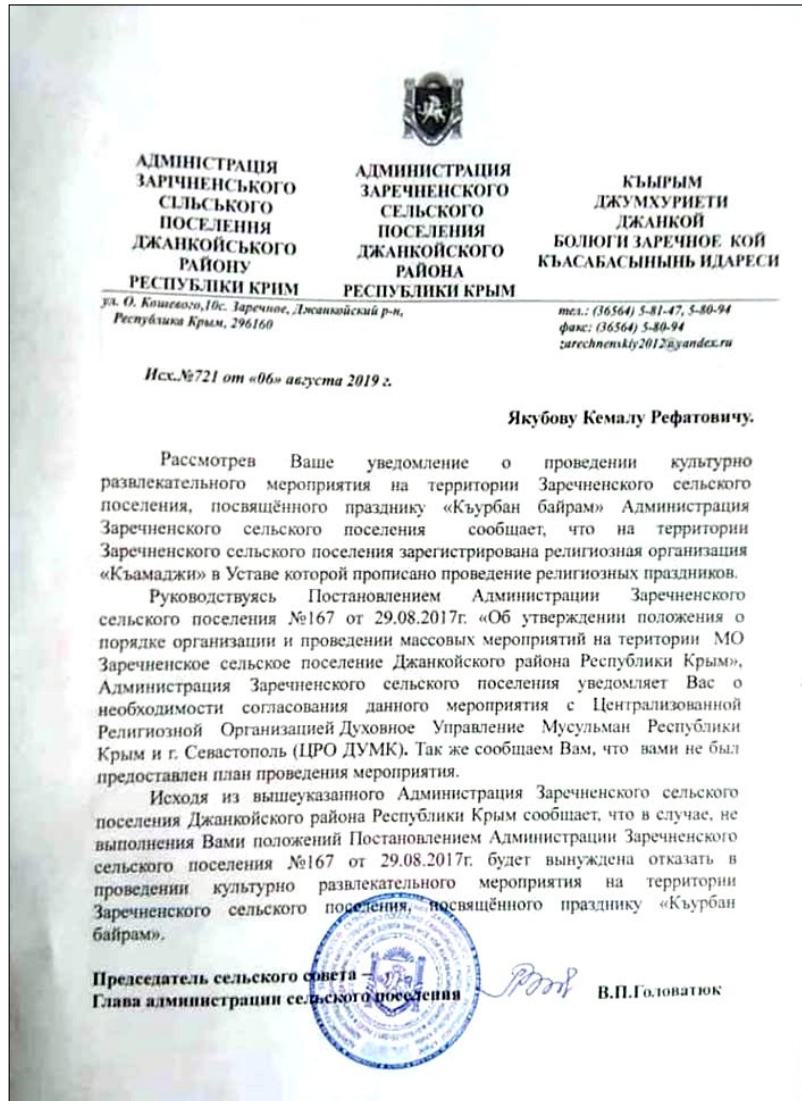 АДМІНІСТРАЦІЯ
ЗАРІЧНЕНСЬКОГО
СІЛЬСЬКОГО
ПОСЕЛЕННЯ
ДЖАНКОЙСЬКОГО
РАЙОНУ
РЕСПУБЛІКИ КРИМ
АДМИНИСТРАЦИЯ
ЗАРЕЧНЕНСКОГО
СЕЛЬСКОГО
ПОСЕЛЕНИЯ
ДЖАНКОЙСКОГО
РАЙОНА
РЕСПУБЛИКИ КРЫМ
КЪЫРЫМ
ДЖУМХУРИЕТИ
ДЖАНКОЙ
БОЛЮГИ ЗАРЕЧНОЕ КОЙ
КЪАСАБАСЫНЫНЬ ИДАРЕСИ
ул. О. Кошевого,10с. Заречное, Джанкойский р-н,
Республика Крым, 296160
тел.: (36564) 5-81-47, 5-80-94
факс: (36564) 5-80-94
zarechnenskiy2012@yandex.ru
Исх.№721 от «06» августа 2019 г.
Якубову Кемалу Рефатовичу.
Рассмотрев Ваше уведомление о проведении культурно
развлекательного мероприятия на территории Заречненского сельского
поселения, посвящённого празднику «Къурбан байрам» Администрация
Заречненского сельского поселения сообщает, что на территории
Заречненского сельского поселения зарегистрирована религиозная организация
«Къамаджи» в Уставе которой прописано проведение религиозных праздников.
Руководствуясь Постановлением Администрации Заречненского
сельского поселения №167 от 29.08.2017г. «Об утверждении положения о
порядке организации и проведении массовых мероприятий на територии МО
Заречненское сельское поселение Джанкойского района Республики Крым»,
Администрация Заречненского сельского поселения уведомляет Вас о
необходимости согласования данного мероприятия с Централизованной
Религиозной Организацией Духовное Управление Мусульман Республики
Крым и г. Севастополь (ЦРО ДУМК). Так же сообщаем Вам, что вами не был
предоставлен план проведения мероприятия.
Исходя из вышеуказанного Администрация Заречненского сельского
поселения Джанкойского района Республики Крым сообщает, что в случае, не
выполнения Вами положений Постановлением Администрации Заречненского
сельского поселения №167 от 29.08.2017г. будет вынуждена отказать в
проведении культурно развлекательного мероприятия на территории
Заречненского сельского поселения, посвящённого празднику «Къурбан
байрам».
Председатель сельского совета –
Глава администрации сельского поселения
В.П.Головатюк